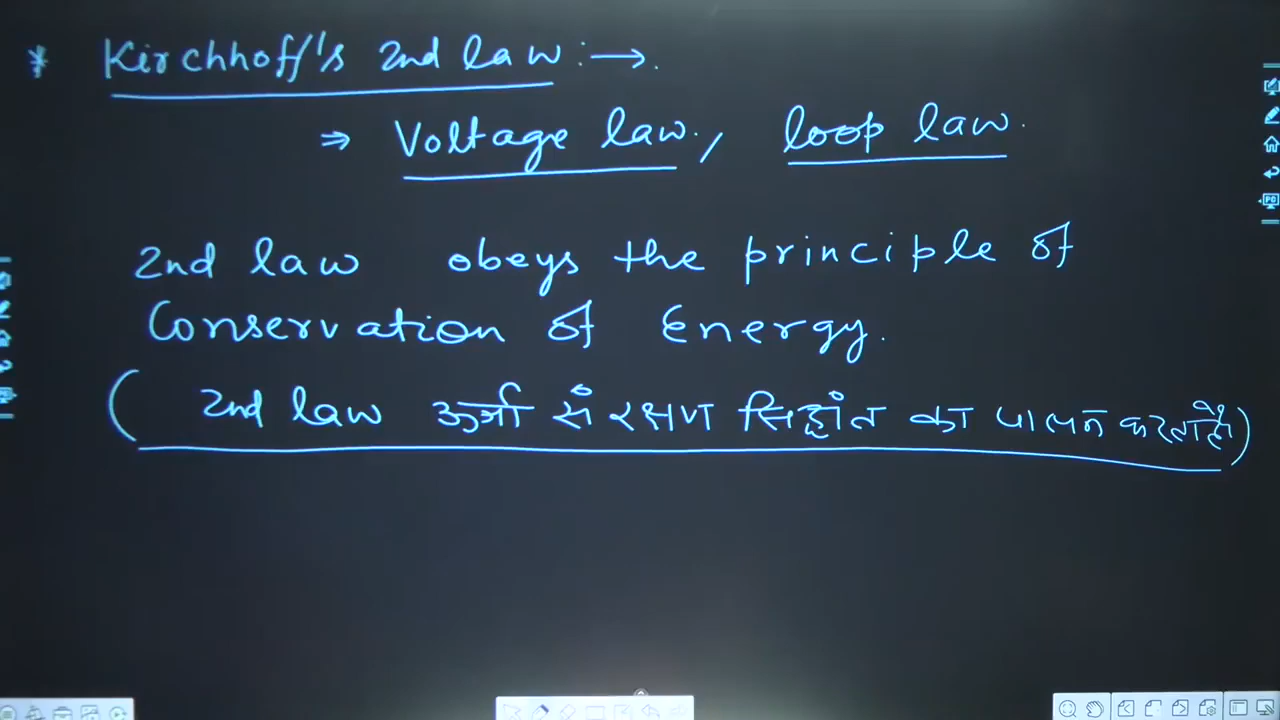 * Kirchhoff's 2nd law :→.
⇒ Voltage law., loop law.
2nd law obeys the principle of
Conservation of Energy.
( 2nd law ऊर्जा संरक्षण सिद्धांत का पालन करता है)